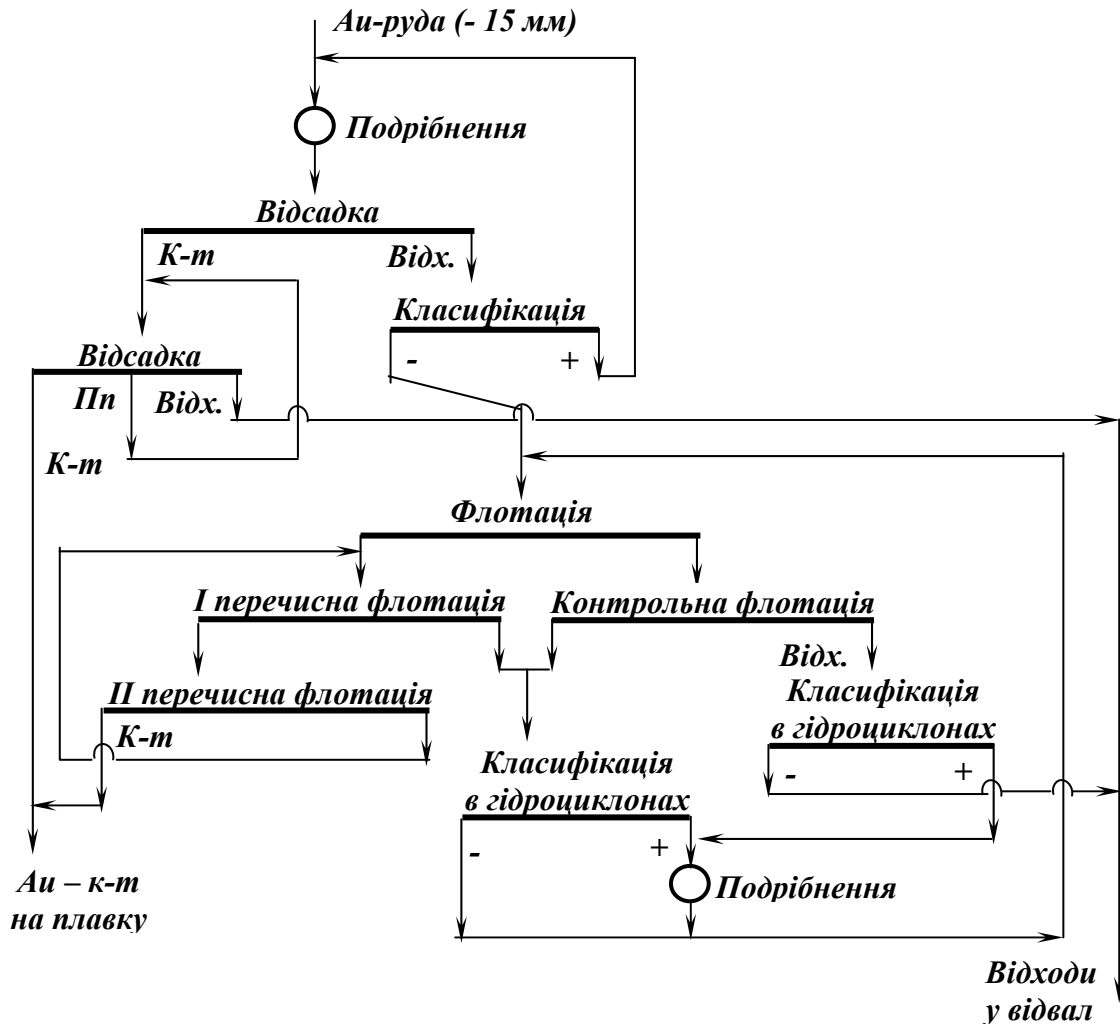 Au-руда (- 15 мм)
Подрібнення
Відсадка
К-т
Відх.
Класифікація
- +
Відсадка
Пп
Відх.
К-т
Флотація
І перечисна флотація
Контрольна флотація
Відх.
ІІ перечисна флотація
К-т
Класифікація
в гідроциклонах
- +
Класифікація
в гідроциклонах
- +
Подрібнення
Au – к-т
на плавку
Відходи
у відвал